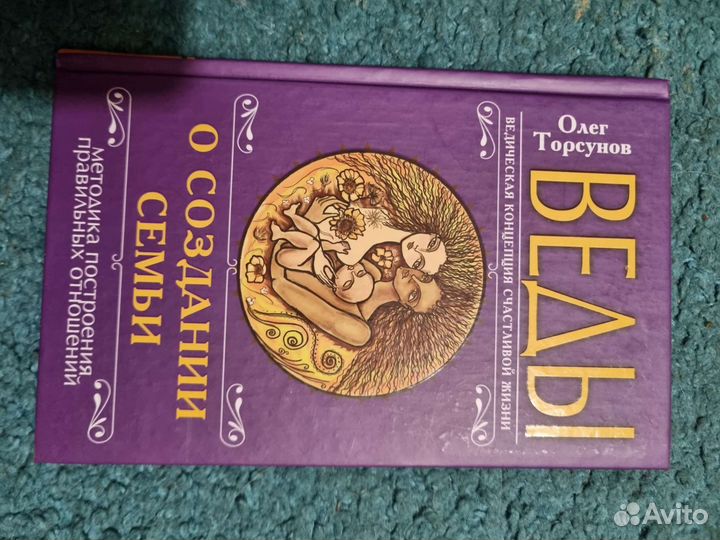 Олег
Торсунов
ВЕДЫ
ВЕДИЧЕСКАЯ КОНЦЕПЦИЯ СЧАСТЛИВОЙ ЖИЗНИ
О СОЗДАНИИ
СЕМЬИ
методика построения
правильных отношений
Avito